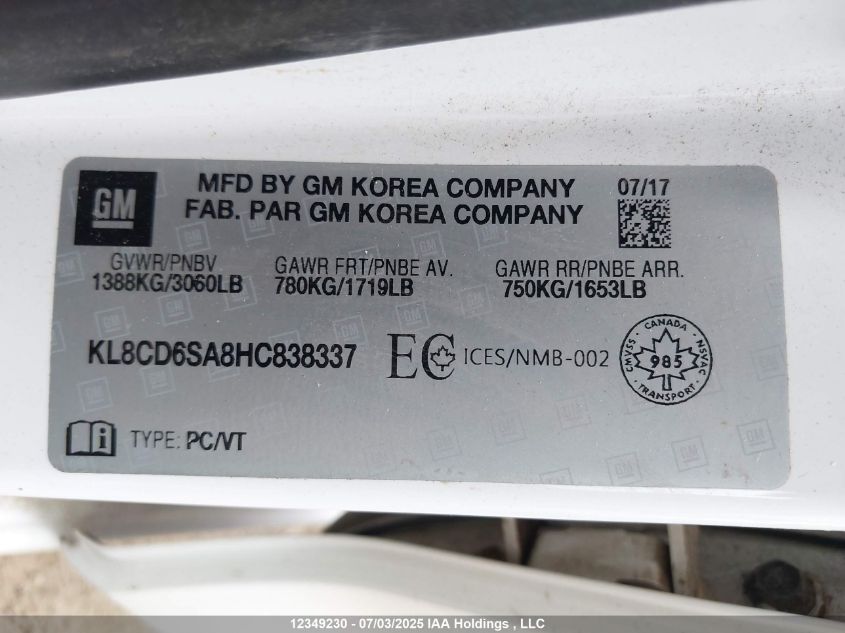 GM
MFD BY GM KOREA COMPANY
FAB. PAR GM KOREA COMPANY
07/17
GVWR/PNBV
1388KG/3060LB
GAWR FRT/PNBE AV.
780KG/1719LB
GAWR RR/PNBE ARR.
750KG/1653LB
KL8CD6SA8HC838337
EC ICES/NMB-002
CANADA
CMVSS
985
NSVAC
TRANSPORT
TYPE: PC/VT
12349230 - 07/03/2025 IAA Holdings , LLC